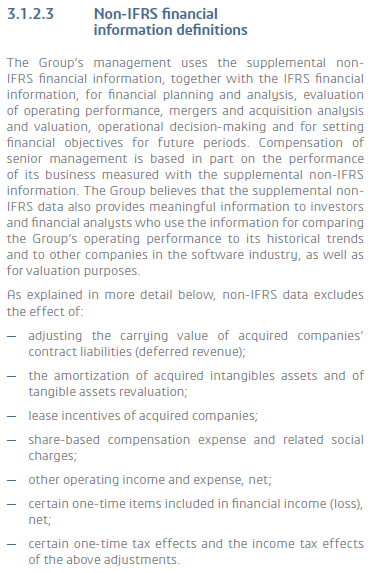 3.1.2.3 Non-IFRS financial
information definitions
The Group's management uses the supplemental non-
IFRS financial information, together with the IFRS financial
information, for financial planning and analysis, evaluation
of operating performance, mergers and acquisition analysis
and valuation, operational decision-making and for setting
financial objectives for future periods. Compensation of
senior management is based in part on the performance
of its business measured with the supplemental non-IFRS
information. The Group believes that the supplemental non-
IFRS data also provides meaningful information to investors
and financial analysts who use the information for comparing
the Group's operating performance to its historical trends
and to other companies in the software industry, as well as
for valuation purposes.
As explained in more detail below, non-IFRS data excludes
the effect of:
— adjusting the carrying value of acquired companies'
contract liabilities (deferred revenue);
— the amortization of acquired intangibles assets and of
tangible assets revaluation;
— lease incentives of acquired companies;
— share-based compensation expense and related social
charges;
— other operating income and expense, net;
— certain one-time items included in financial income (loss),
net;
— certain one-time tax effects and the income tax effects
of the above adjustments.